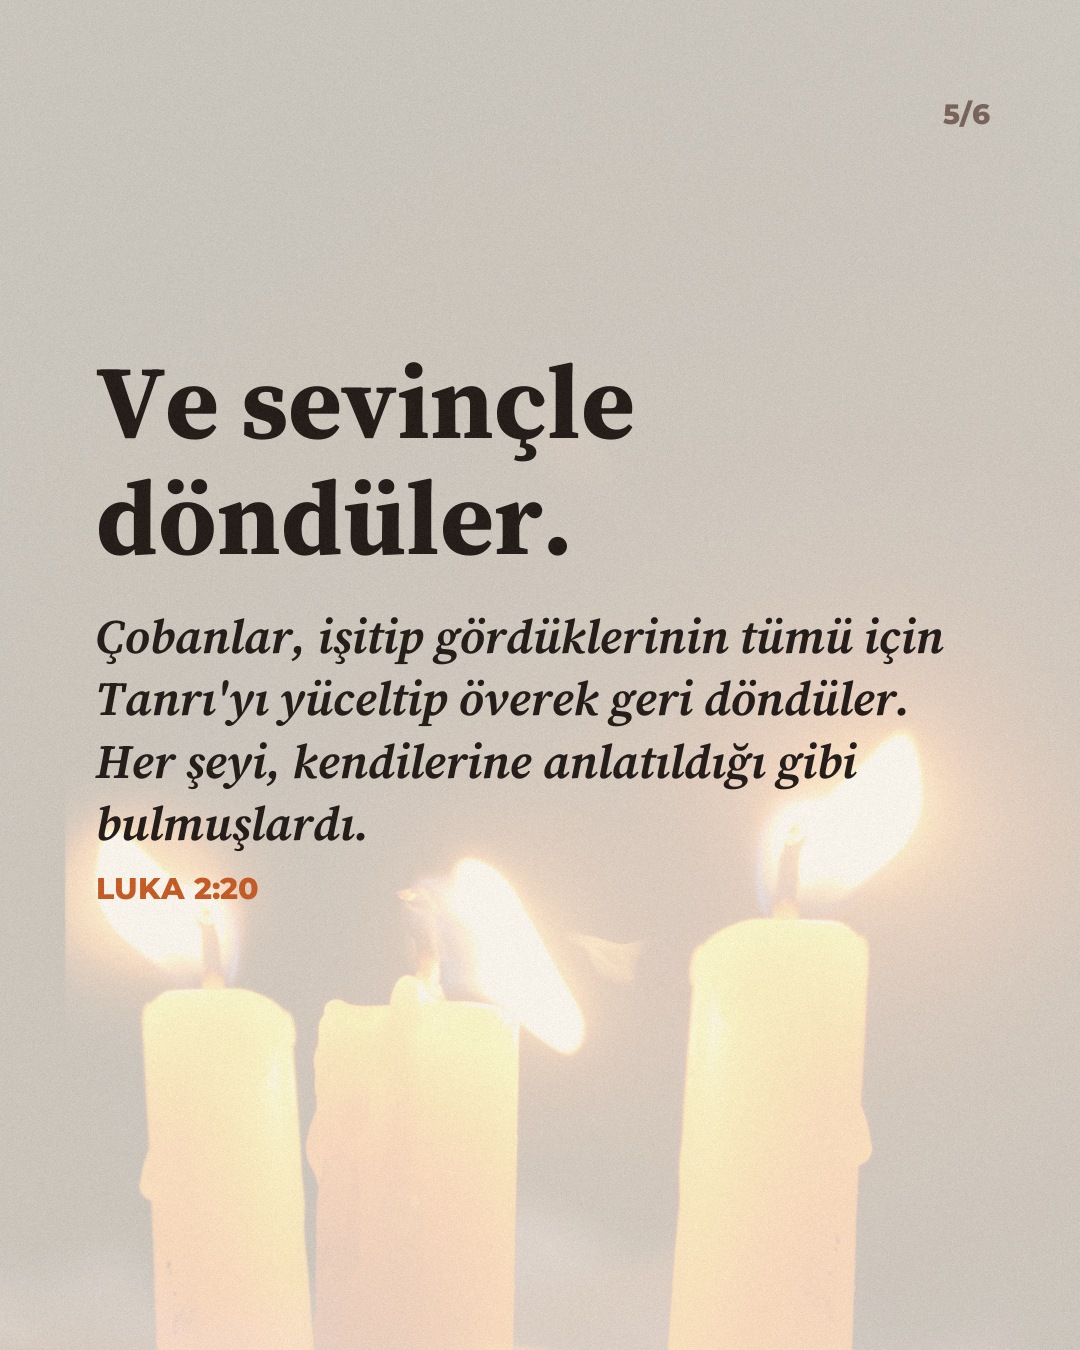 5/6
Ve sevinçle
döndüler.
Çobanlar, işitip gördüklerinin tümü için
Tanrı'yı yüceltip överek geri döndüler.
Her şeyi, kendilerine anlatıldığı gibi
bulmuşlardı.
LUKA 2:20